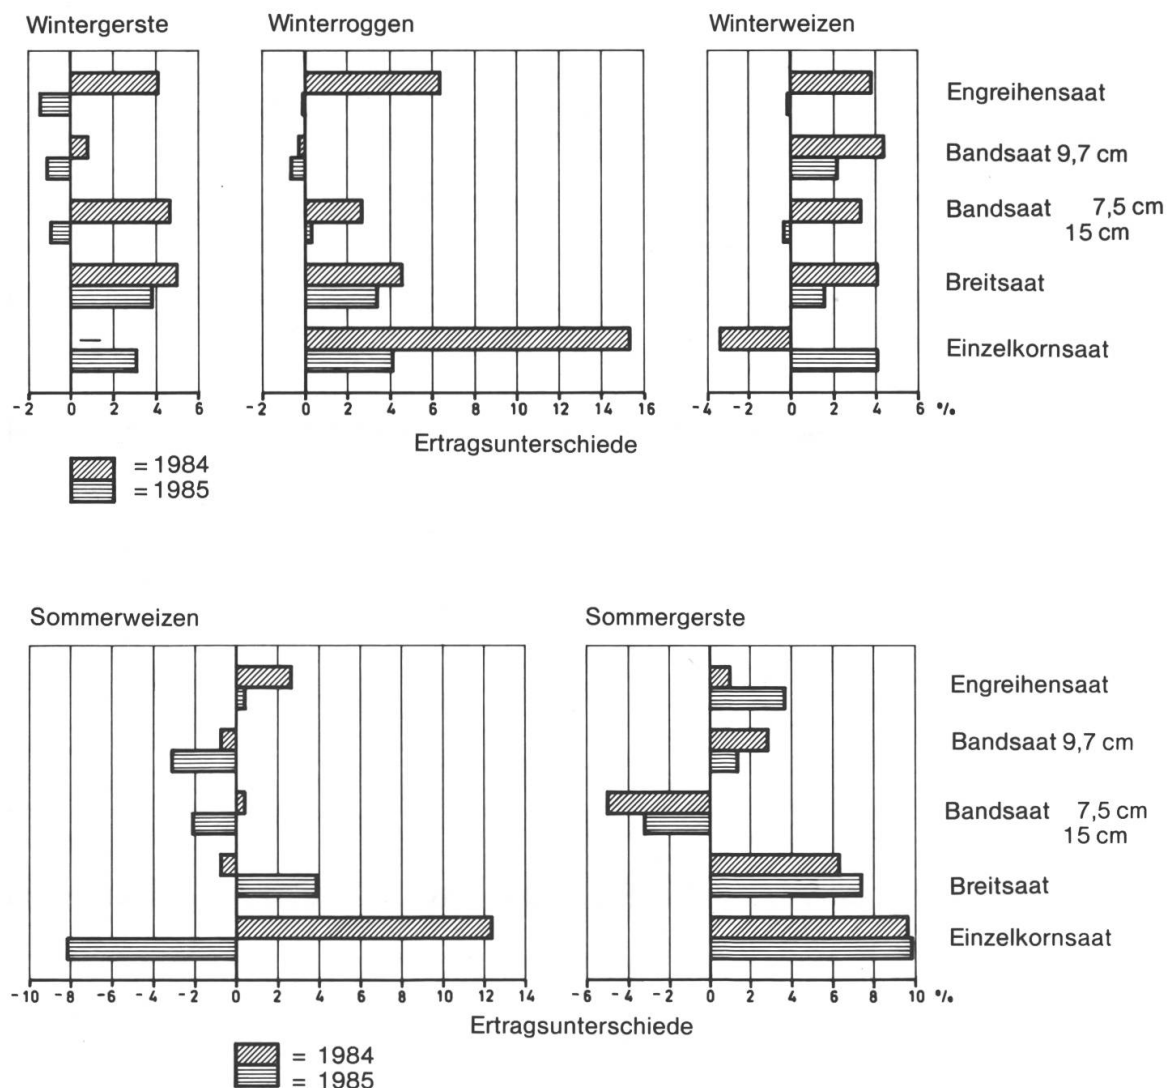 Wintergerste Winterroggen Winterweizen
Engreihensaat
Bandsaat 9,7 cm
Bandsaat 7,5 cm
15 cm
Breitsaat
Einzelkornsaat
-2 0 2 4 6 -2 0 2 4 6 8 10 12 14 16 -4 -2 0 2 4 6 %
Ertragsunterschiede
= 1984
= 1985
Sommerweizen Sommergerste
Engreihensaat
Bandsaat 9,7 cm
Bandsaat 7,5 cm
15 cm
Breitsaat
Einzelkornsaat
-10 -8 -6 -4 -2 0 2 4 6 8 10 12 14 -6 -4 -2 0 2 4 6 8 10 %
Ertragsunterschiede
= 1984
= 1985